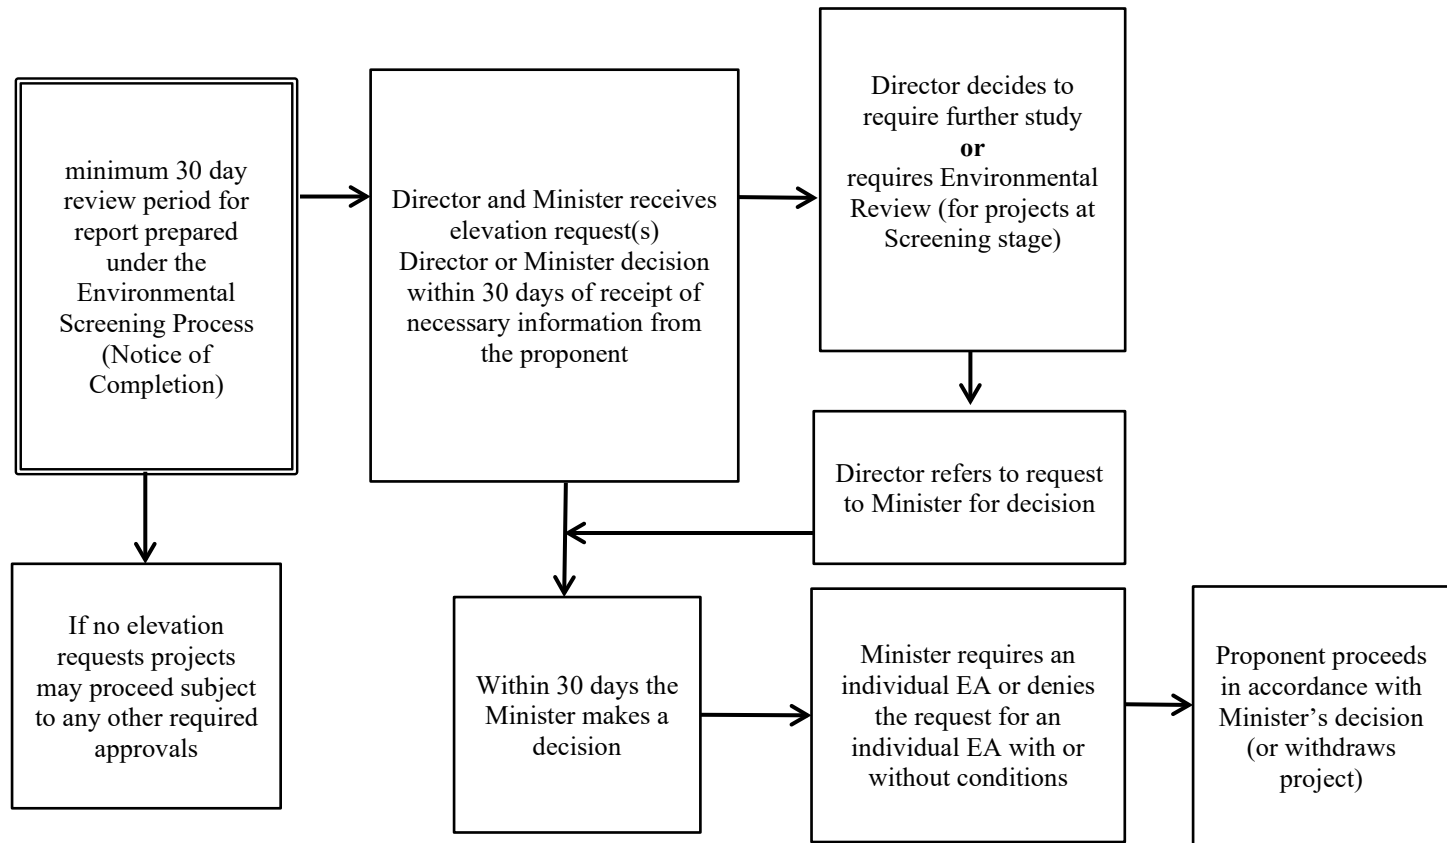 minimum 30 day
review period for
report prepared
under the
Environmental
Screening Process
(Notice of
Completion)
Director and Minister receives
elevation request(s)
Director or Minister decision
within 30 days of receipt of
necessary information from
the proponent
Director decides to
require further study
or
requires Environmental
Review (for projects at
Screening stage)
Director refers to request
to Minister for decision
If no elevation
requests projects
may proceed subject
to any other required
approvals
Within 30 days the
Minister makes a
decision
Minister requires an
individual EA or denies
the request for an
individual EA with or
without conditions
Proponent proceeds
in accordance with
Minister’s decision
(or withdraws
project)